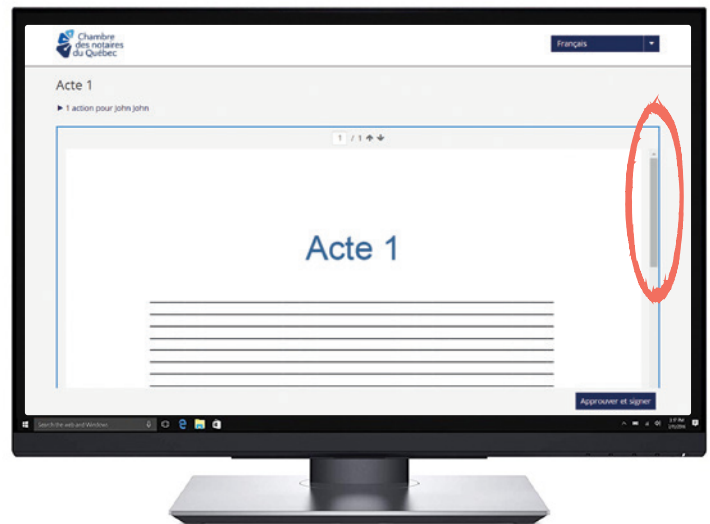 Chambre
des notaires
du Québec
Français
Acte 1
1 action pour John John
1 / 1
Acte 1
Approuver et signer
Search the web and Windows